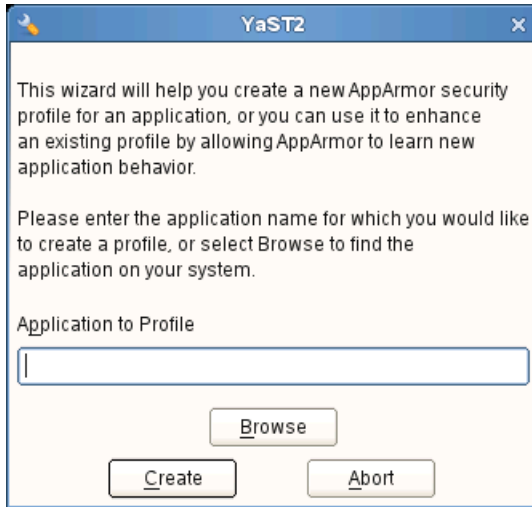 YaST2
This wizard will help you create a new AppArmor security
profile for an application, or you can use it to enhance
an existing profile by allowing AppArmor to learn new
application behavior.
Please enter the application name for which you would like
to create a profile, or select Browse to find the
application on your system.
Application to Profile
Browse
Create
Abort